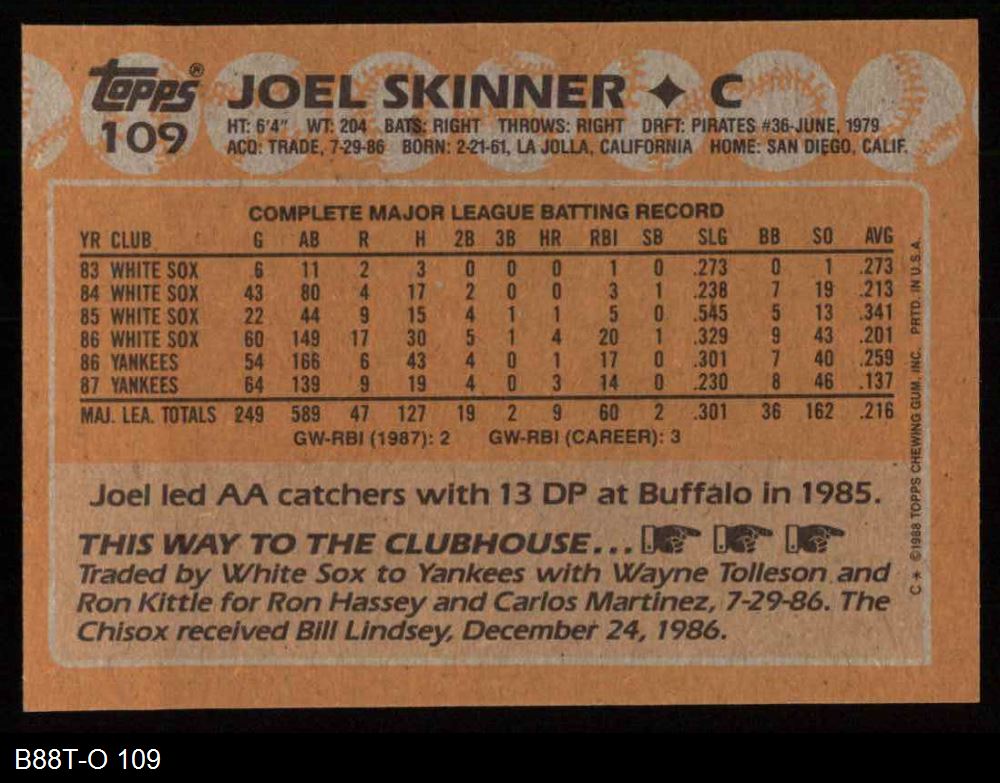 topps®
109
JOEL SKINNER ✦ C
HT: 6'4" WT: 204 BATS: RIGHT THROWS: RIGHT DRFT: PIRATES #36-JUNE, 1979
ACQ: TRADE, 7-29-86 BORN: 2-21-61, LA JOLLA, CALIFORNIA HOME: SAN DIEGO, CALIF.
COMPLETE MAJOR LEAGUE BATTING RECORD
YR CLUB G AB R H 2B 3B HR RBI SB SLG BB SO AVG
83 WHITE SOX 6 11 2 3 0 0 0 1 0 .273 0 1 .273
84 WHITE SOX 43 80 4 17 2 0 0 3 1 .238 7 19 .213
85 WHITE SOX 22 44 9 15 4 1 1 5 0 .545 5 13 .341
86 WHITE SOX 60 149 17 30 5 1 4 20 1 .329 9 43 .201
86 YANKEES 54 166 6 43 4 0 1 17 0 .301 7 40 .259
87 YANKEES 64 139 9 19 4 0 3 14 0 .230 8 46 .137
MAJ. LEA. TOTALS 249 589 47 127 19 2 9 60 2 .301 36 162 .216
GW-RBI (1987): 2 GW-RBI (CAREER): 3
Joel led AA catchers with 13 DP at Buffalo in 1985.
THIS WAY TO THE CLUBHOUSE...
Traded by White Sox to Yankees with Wayne Tolleson and
Ron Kittle for Ron Hassey and Carlos Martinez, 7-29-86. The
Chisox received Bill Lindsey, December 24, 1986.
C* ©1988 TOPPS CHEWING GUM, INC. PRTD. IN U.S.A.
B88T-O 109